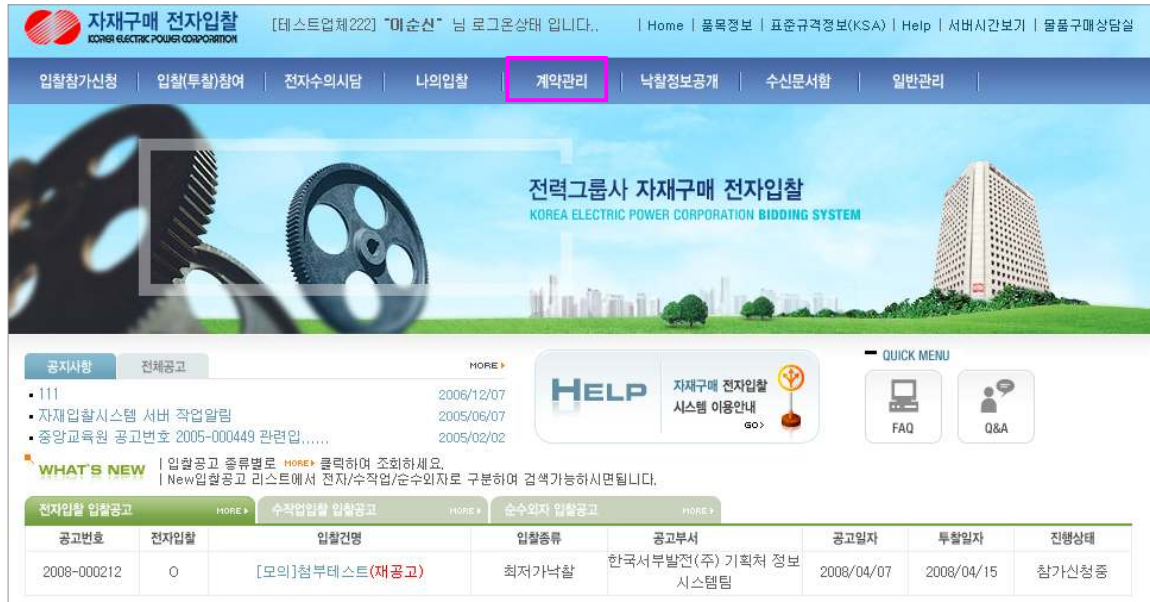 자재구매 전자입찰
KOREA ELECTRIC POWER CORPORATION
[테스트업체222] "이순신" 님 로그온상태 입니다..
| Home | 품목정보 | 표준규격정보(KSA) | Help | 서버시간보기 | 물품구매상담실
입찰참가신청 | 입찰(투찰)참여 | 전자수의시담 | 나의입찰 | 계약관리 | 낙찰정보공개 | 수신문서함 | 일반관리 |
전력그룹사 자재구매 전자입찰
KOREA ELECTRIC POWER CORPORATION BIDDING SYSTEM
공지사항 전체공고 MORE
111 2006/12/07
자재입찰시스템 서버 작업알림 2005/06/07
중앙교육원 공고번호 2005-000449 관련입...... 2005/02/02
HELP
자재구매 전자입찰
시스템 이용안내
GO>
QUICK MENU
FAQ Q&A
WHAT'S NEW
| 입찰공고 종류별로 MORE 클릭하여 조회하세요.
| New입찰공고 리스트에서 전자/수작업/순수외자로 구분하여 검색가능하시면됩니다.
전자입찰 입찰공고 MORE 수작업입찰 입찰공고 MORE 순수외자 입찰공고 MORE
공고번호 전자입찰 입찰건명 입찰종류 공고부서 공고일자 투찰일자 진행상태
2008-000212 O [모의]첨부테스트(재공고) 최저가낙찰 한국서부발전(주) 기획처 정보 2008/04/07 2008/04/15 참가신청중
시스템팀